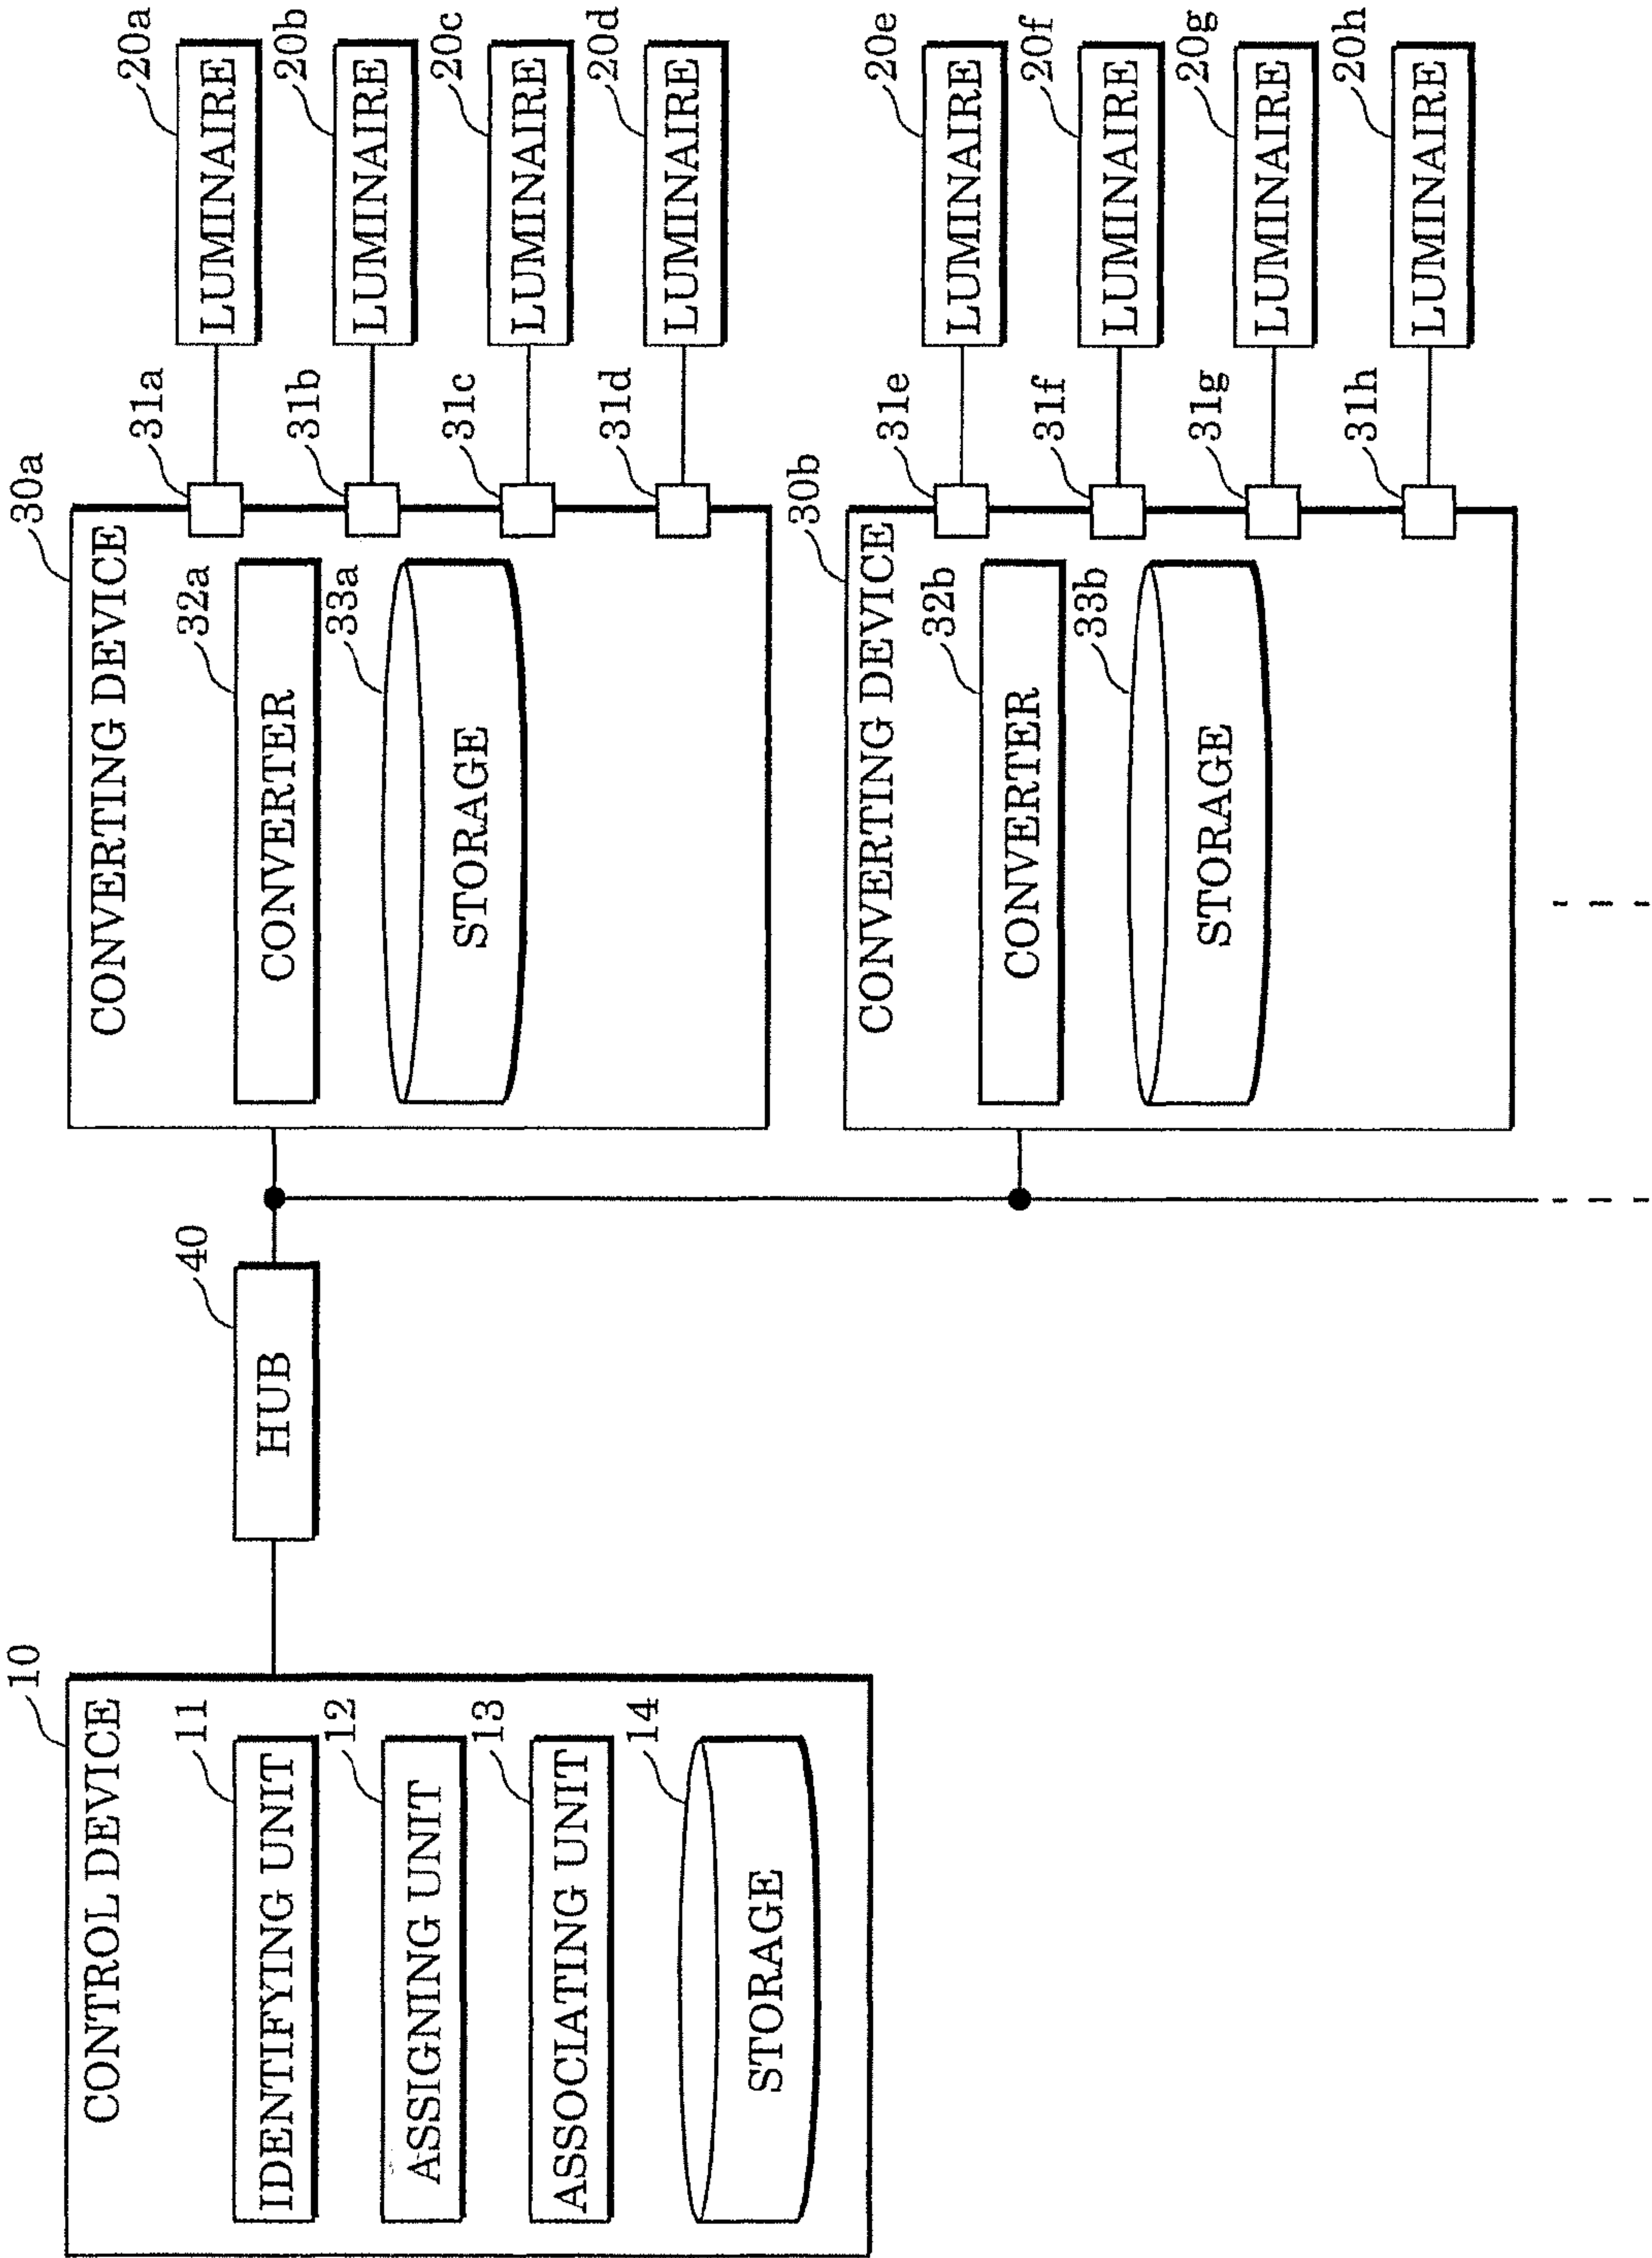 10
CONTROL DEVICE
11
IDENTIFYING UNIT
12
ASSIGNING UNIT
13
ASSOCIATING UNIT
14
STORAGE
40
HUB
30a
CONVERTING DEVICE
32a
CONVERTER
33a
STORAGE
31a
31b
31c
31d
20a
LUMINAIRE
20b
LUMINAIRE
20c
LUMINAIRE
20d
LUMINAIRE
30b
CONVERTING DEVICE
32b
CONVERTER
33b
STORAGE
31e
31f
31g
31h
20e
LUMINAIRE
20f
LUMINAIRE
20g
LUMINAIRE
20h
LUMINAIRE